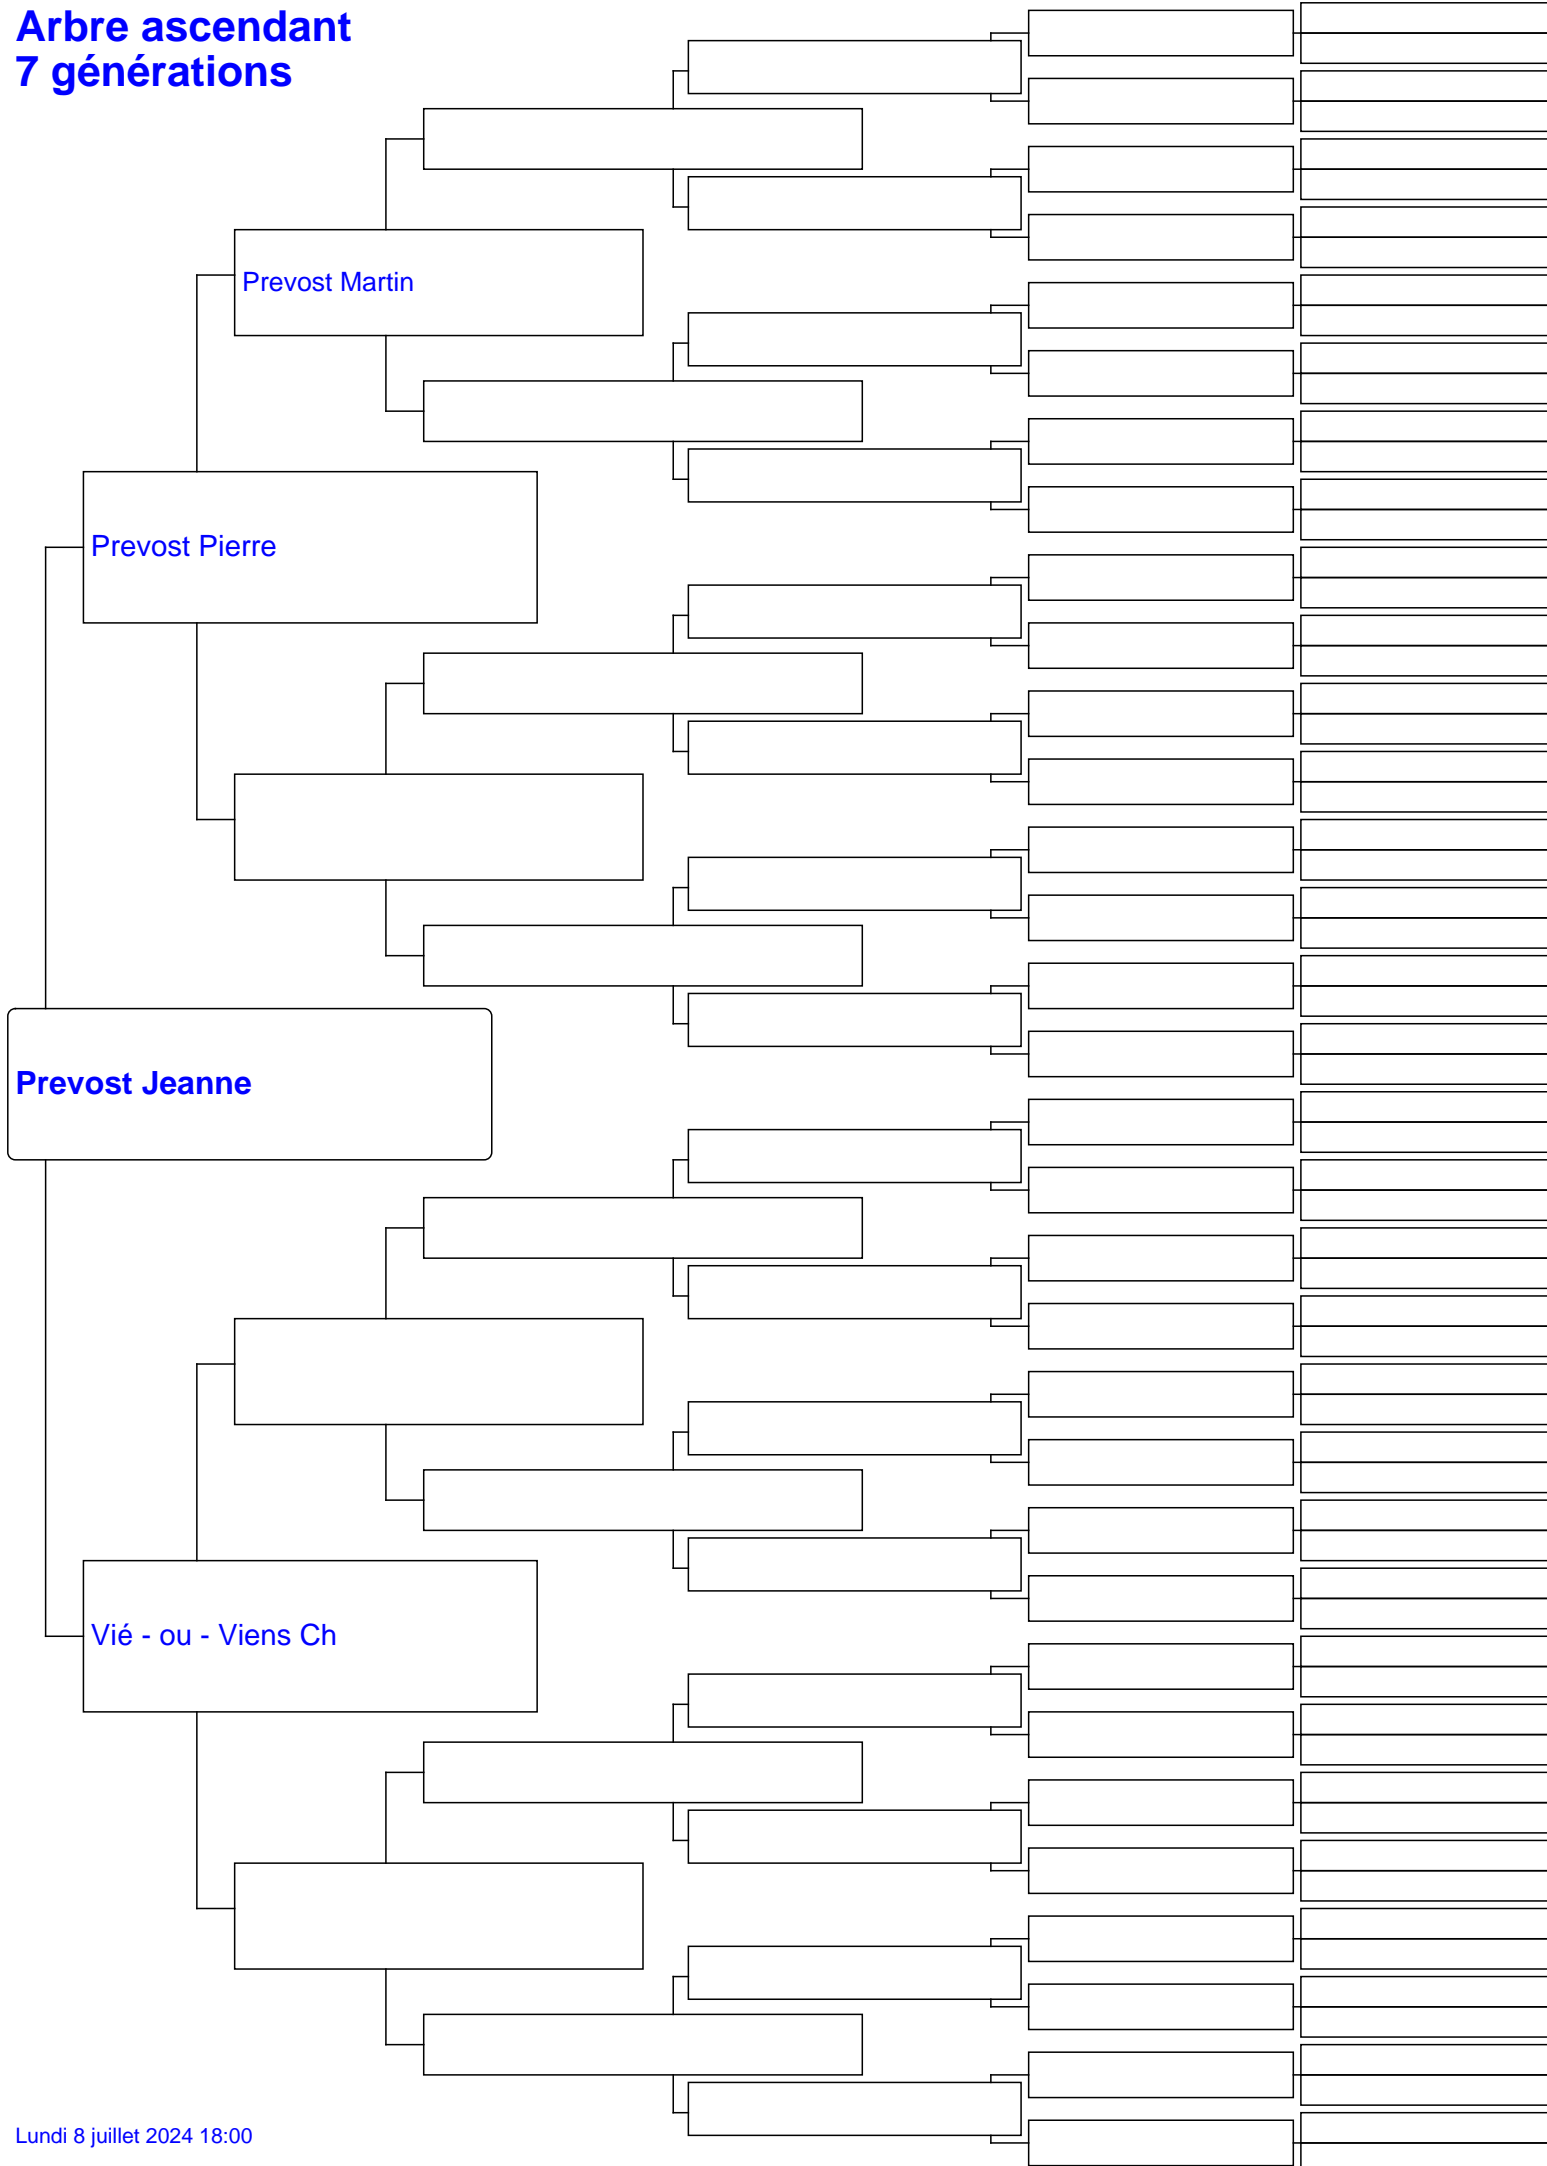 Arbre ascendant
7 générations
Prevost Martin
Prevost Pierre
Prevost Jeanne
Vié - ou - Viens Ch
Lundi 8 juillet 2024 18:00